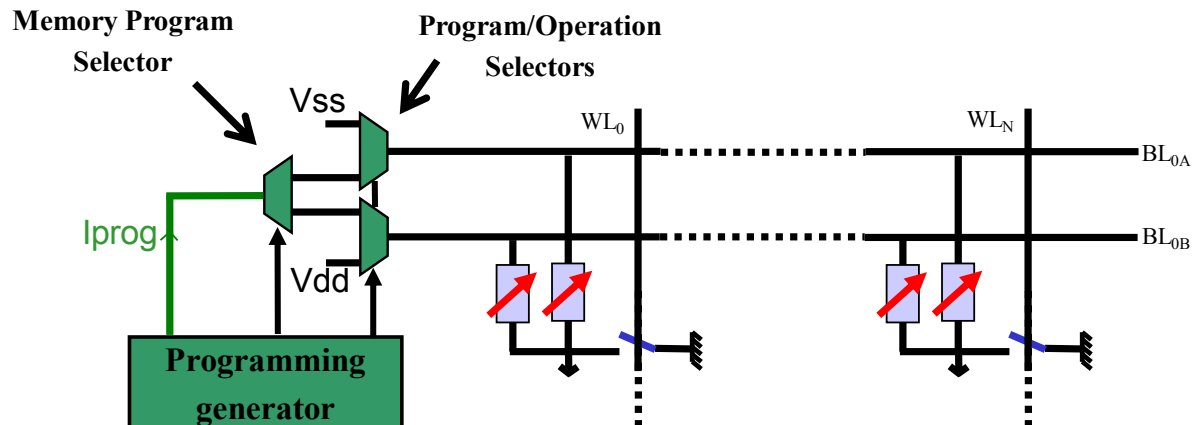 Memory Program
Selector
Program/Operation
Selectors
Vss
WL0
WLN
BL0A
Iprog
BL0B
Vdd
Programming
generator